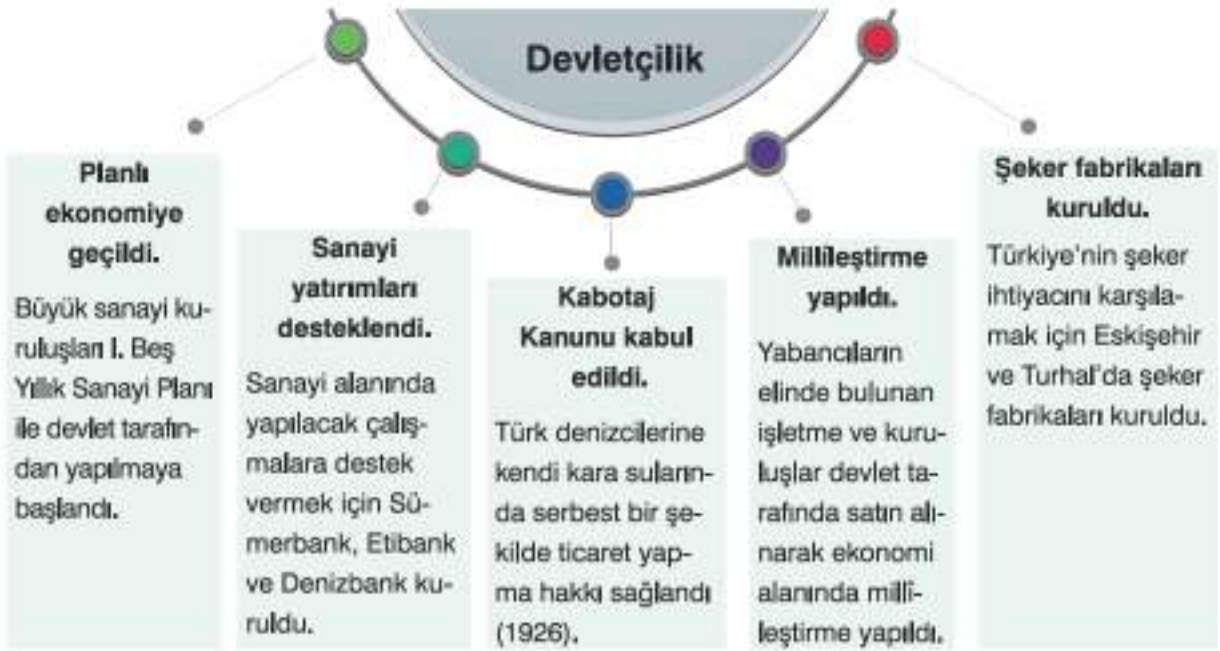 Devletçilik
Planlı
ekonomiye
geçildi.
Büyük sanayi ku-
ruluşları I. Beş
Yıllık Sanayi Planı
ile devlet tarafın-
dan yapılmaya
başlandı.
Sanayi
yatırımları
desteklendi.
Sanayi alanında
yapılacak çalış-
malara destek
vermek için Sü-
merbank, Etibank
ve Denizbank ku-
ruldu.
Kabotaj
Kanunu kabul
edildi.
Türk denizcilerine
kendi kara suların-
da serbest bir şe-
kilde ticaret yap-
ma hakkı sağlandı
(1926).
Millîleştirme
yapıldı.
Yabancıların
elinde bulunan
işletme ve kuru-
luşlar devlet ta-
rafında satın alı-
narak ekonomi
alanında millî-
leştirme yapıldı.
Şeker fabrikaları
kuruldu.
Türkiye'nin şeker
ihtiyacını karşıla-
mak için Eskişehir
ve Turhal'da şeker
fabrikaları kuruldu.